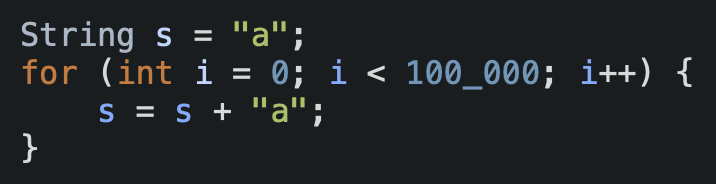 String s = "a";
for (int i = 0; i < 100_000; i++) {
    s = s + "a";
}